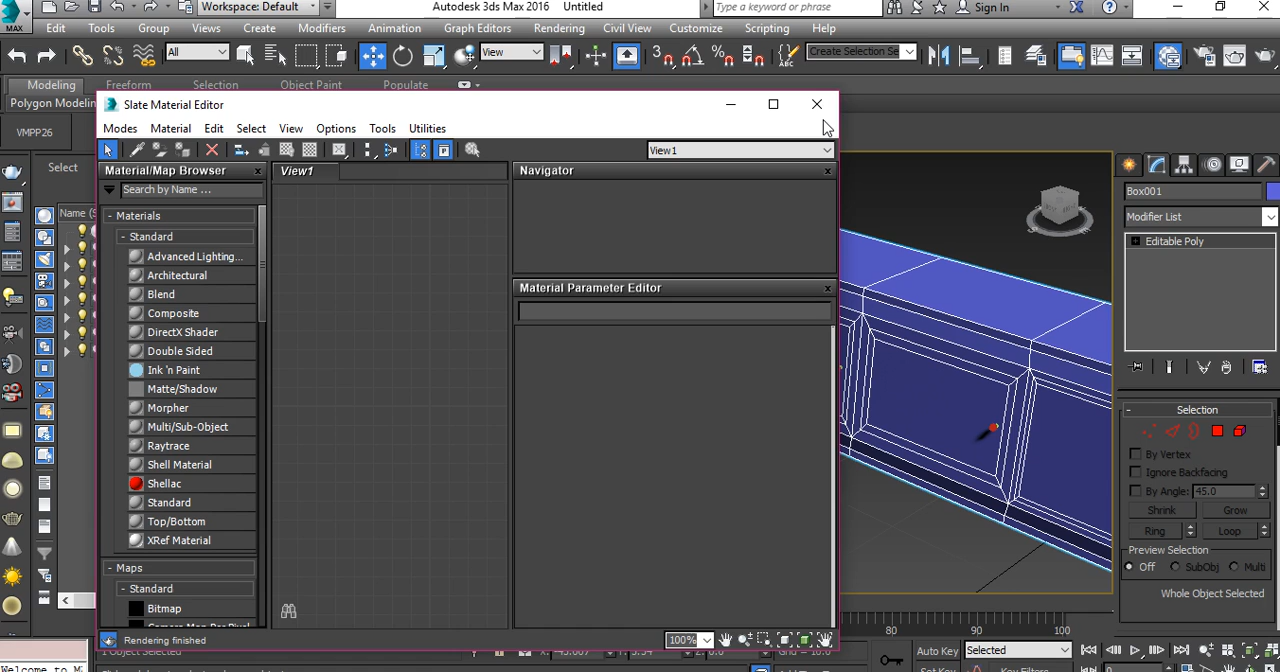 Workspace: Default
Autodesk 3ds Max 2016 Untitled
Type a keyword or phrase
Sign In
MAX
Edit Tools Group Views Create Modifiers Animation Graph Editors Rendering Civil View Customize Scripting Help
All
View
Create Selection Se
Modeling Freeform Selection Object Paint Populate
Polygon Modelin
VMPP26
Select
Name (S
Slate Material Editor
Modes Material Edit Select View Options Tools Utilities
View1
Material/Map Browser
Search by Name ...
- Materials
- Standard
Advanced Lighting...
Architectural
Blend
Composite
DirectX Shader
Double Sided
Ink 'n Paint
Matte/Shadow
Morpher
Multi/Sub-Object
Raytrace
Shell Material
Shellac
Standard
Top/Bottom
XRef Material
- Maps
- Standard
Bitmap
View1
Navigator
Material Parameter Editor
Rendering finished
100%
Box001
Modifier List
Editable Poly
Selection
By Vertex
Ignore Backfacing
By Angle: 45.0
Shrink Grow
Ring Loop
Preview Selection
Off SubObj Multi
Whole Object Selected
80 90 100
Auto Key Selected
Welcome to M